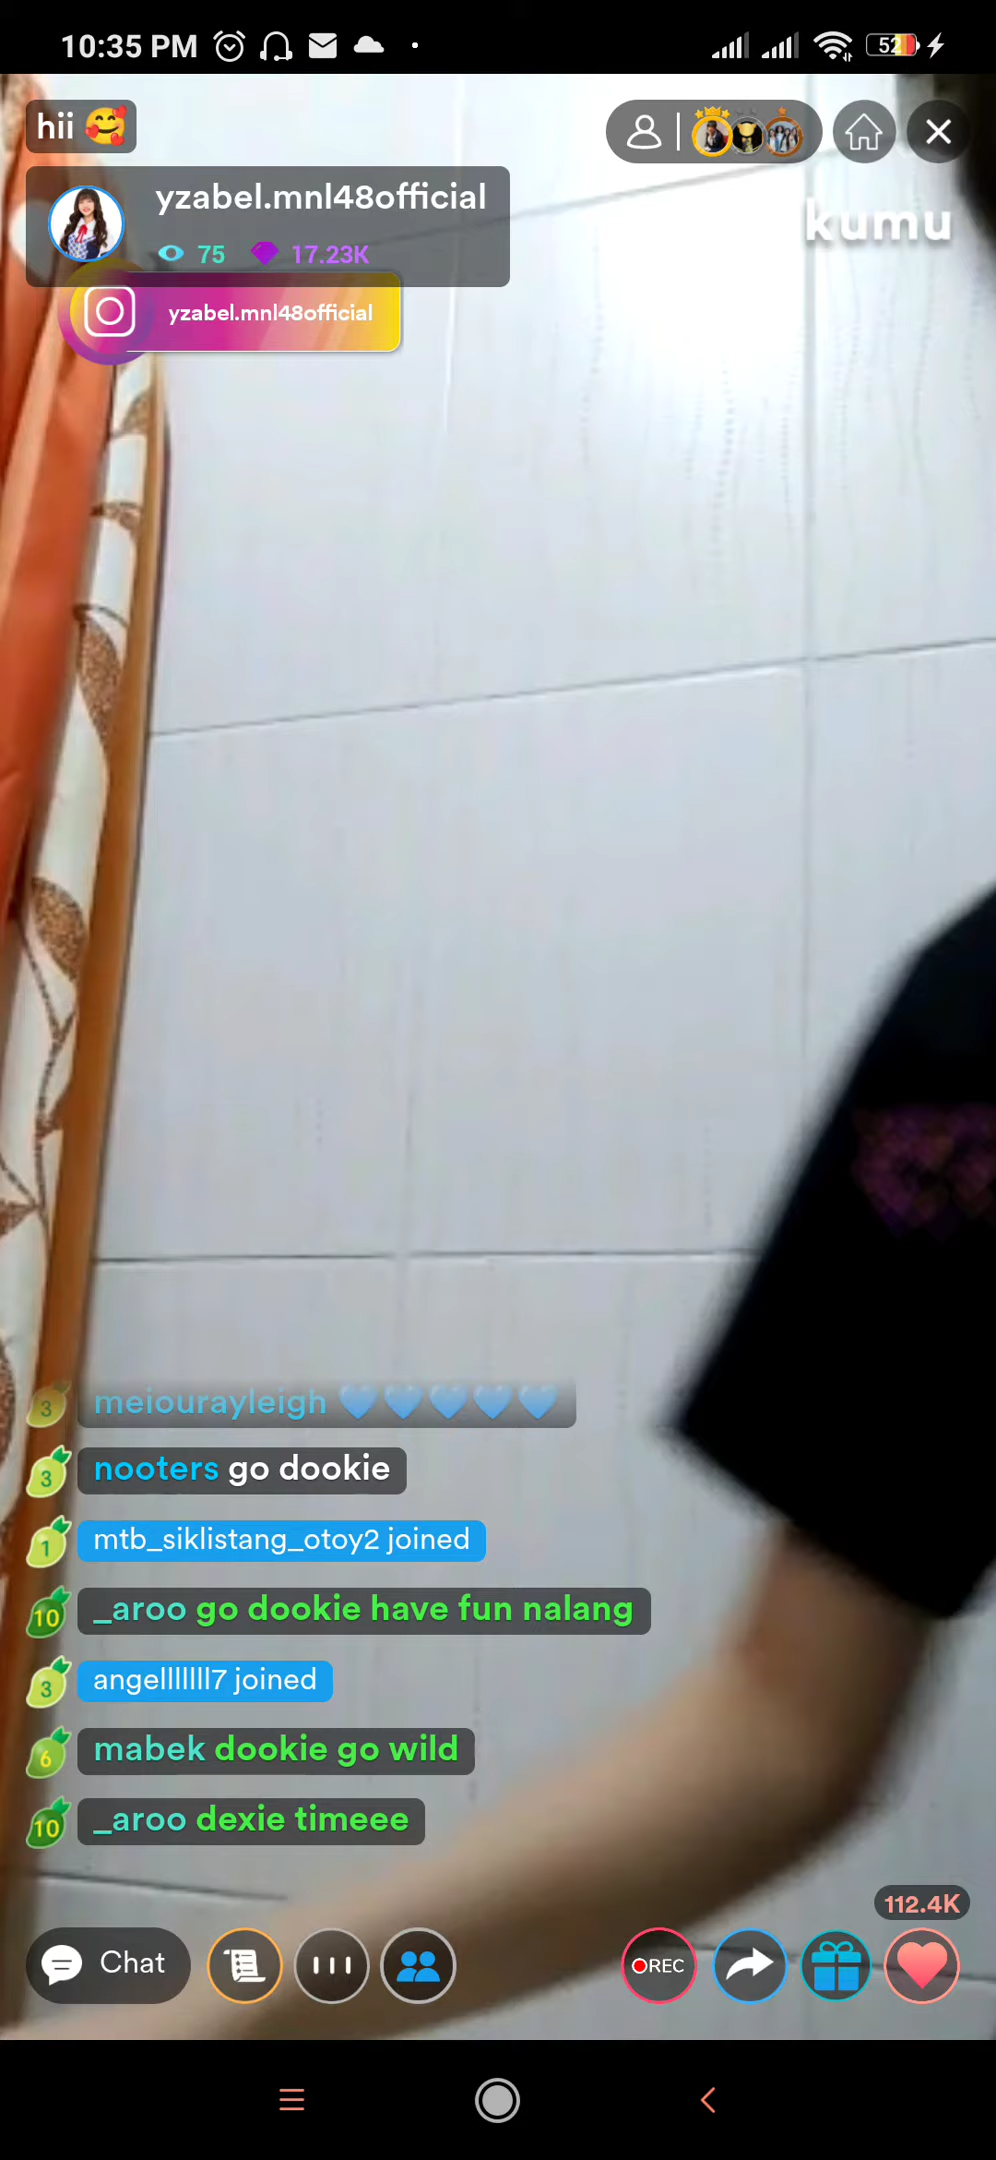 10:35 PM
52
hii 🥰
yzabel.mnl48official
75 17.23K
kumu
yzabel.mnl48official
3 meiourayleigh 💙💙💙💙💙
3 nooters go dookie
1 mtb_siklistang_otoy2 joined
10 _aroo go dookie have fun nalang
3 angelllllll7 joined
6 mabek dookie go wild
10 _aroo dexie timeee
112.4K
Chat
REC